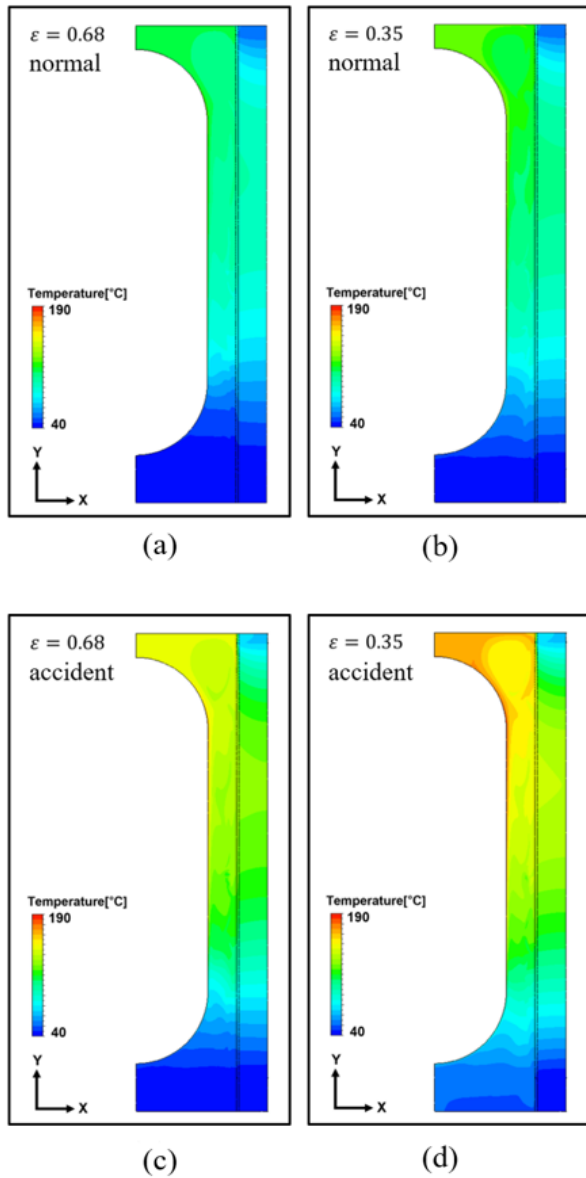 ε = 0.68
normal
Temperature[°C]
190
40
Y
X
(a)
ε = 0.35
normal
Temperature[°C]
190
40
Y
X
(b)
ε = 0.68
accident
Temperature[°C]
190
40
Y
X
(c)
ε = 0.35
accident
Temperature[°C]
190
40
Y
X
(d)